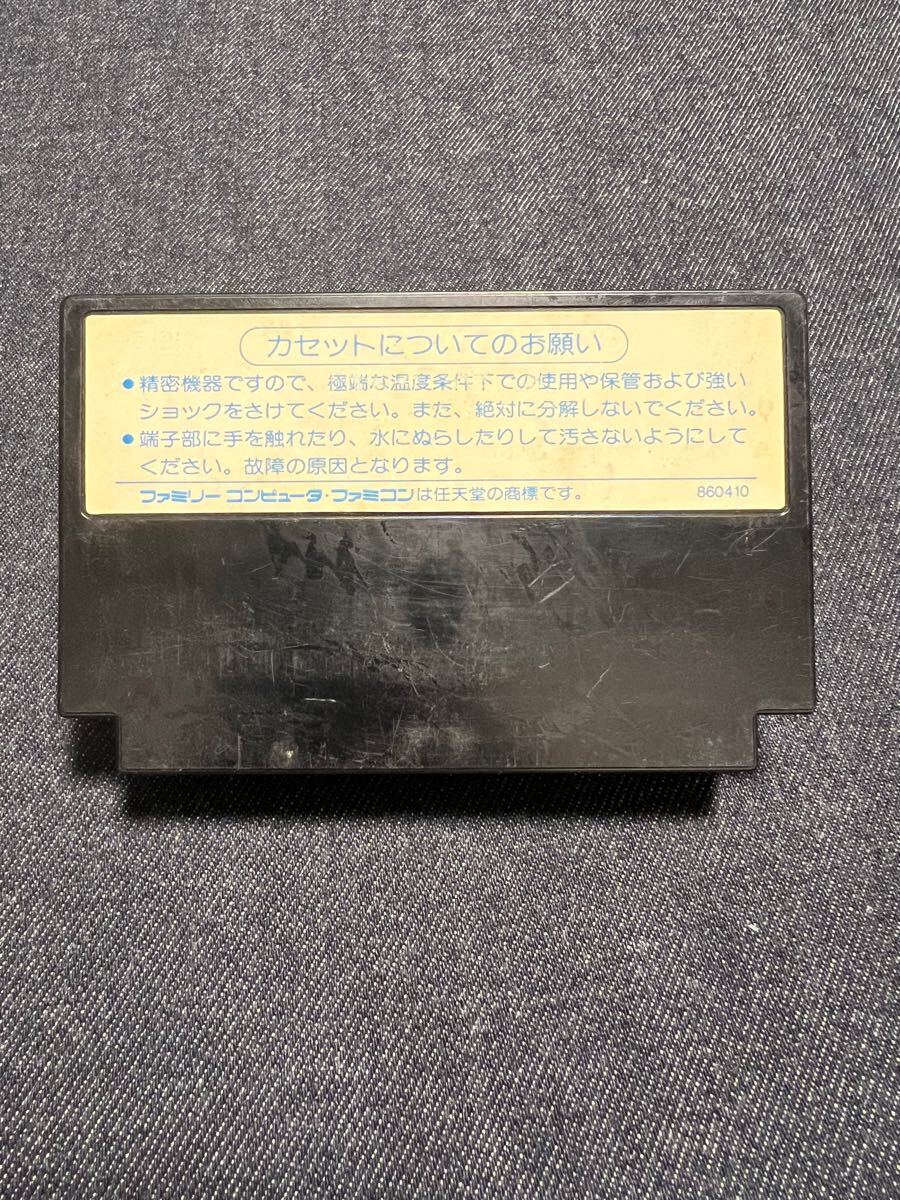 カセットについてのお願い
●精密機器ですので、極端な温度条件下での使用や保管および強い
ショックをさけてください。また、絶対に分解しないでください。
●端子部に手を触れたり、水にぬらしたりして汚さないようにして
ください。故障の原因となります。
ファミリーコンピュータ・ファミコンは任天堂の商標です。 860410